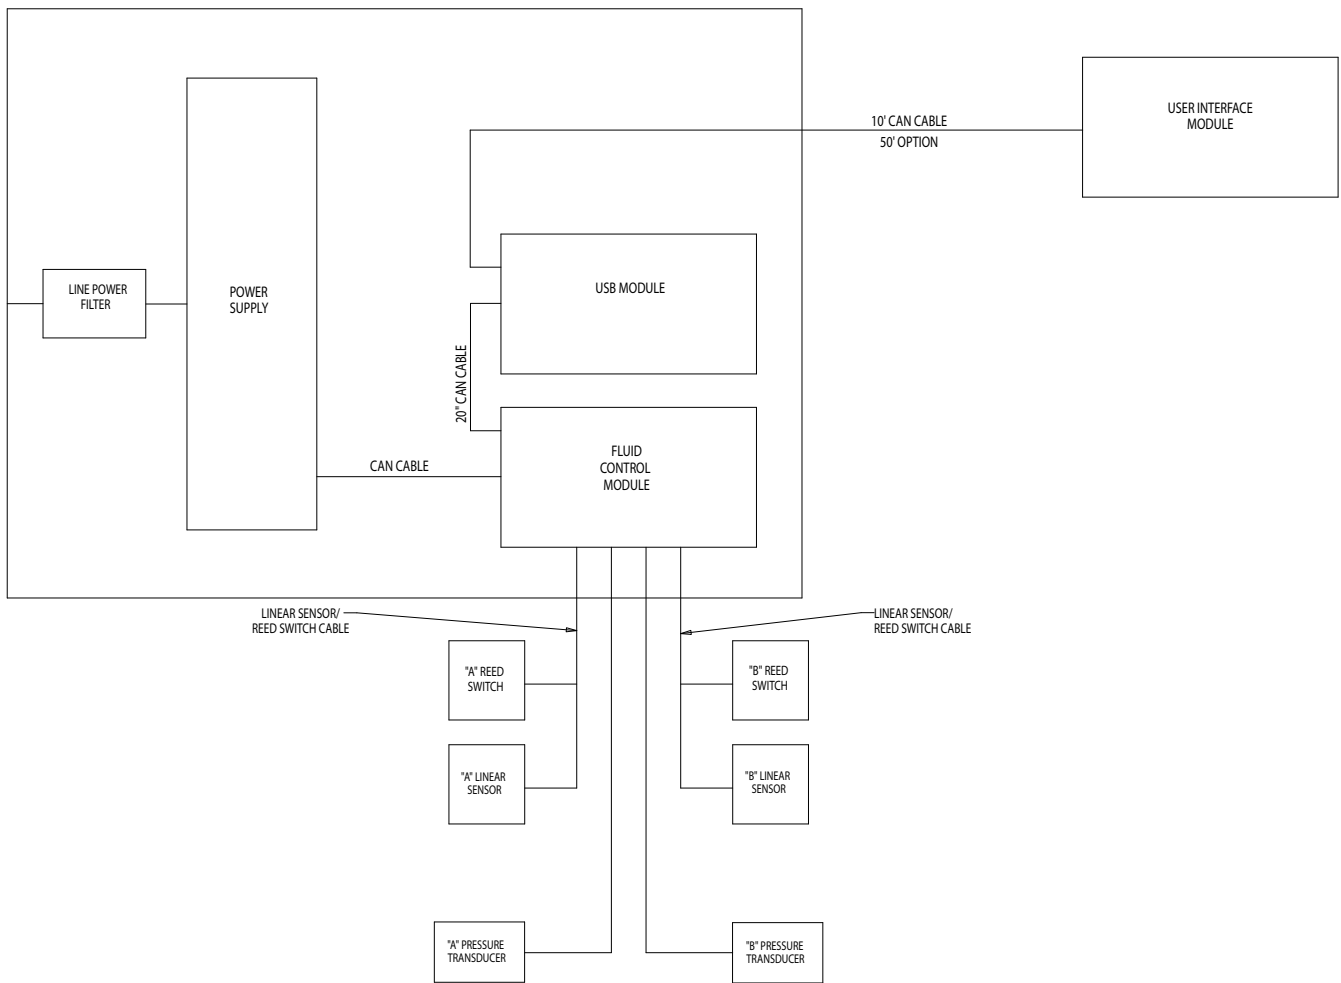 10' CAN CABLE
50' OPTION
USER INTERFACE
MODULE
LINE POWER
FILTER
POWER
SUPPLY
USB MODULE
20" CAN CABLE
CAN CABLE
FLUID
CONTROL
MODULE
LINEAR SENSOR/
REED SWITCH CABLE
LINEAR SENSOR/
REED SWITCH CABLE
"A" REED
SWITCH
"B" REED
SWITCH
"A" LINEAR
SENSOR
"B" LINEAR
SENSOR
"A" PRESSURE
TRANSDUCER
"B" PRESSURE
TRANSDUCER